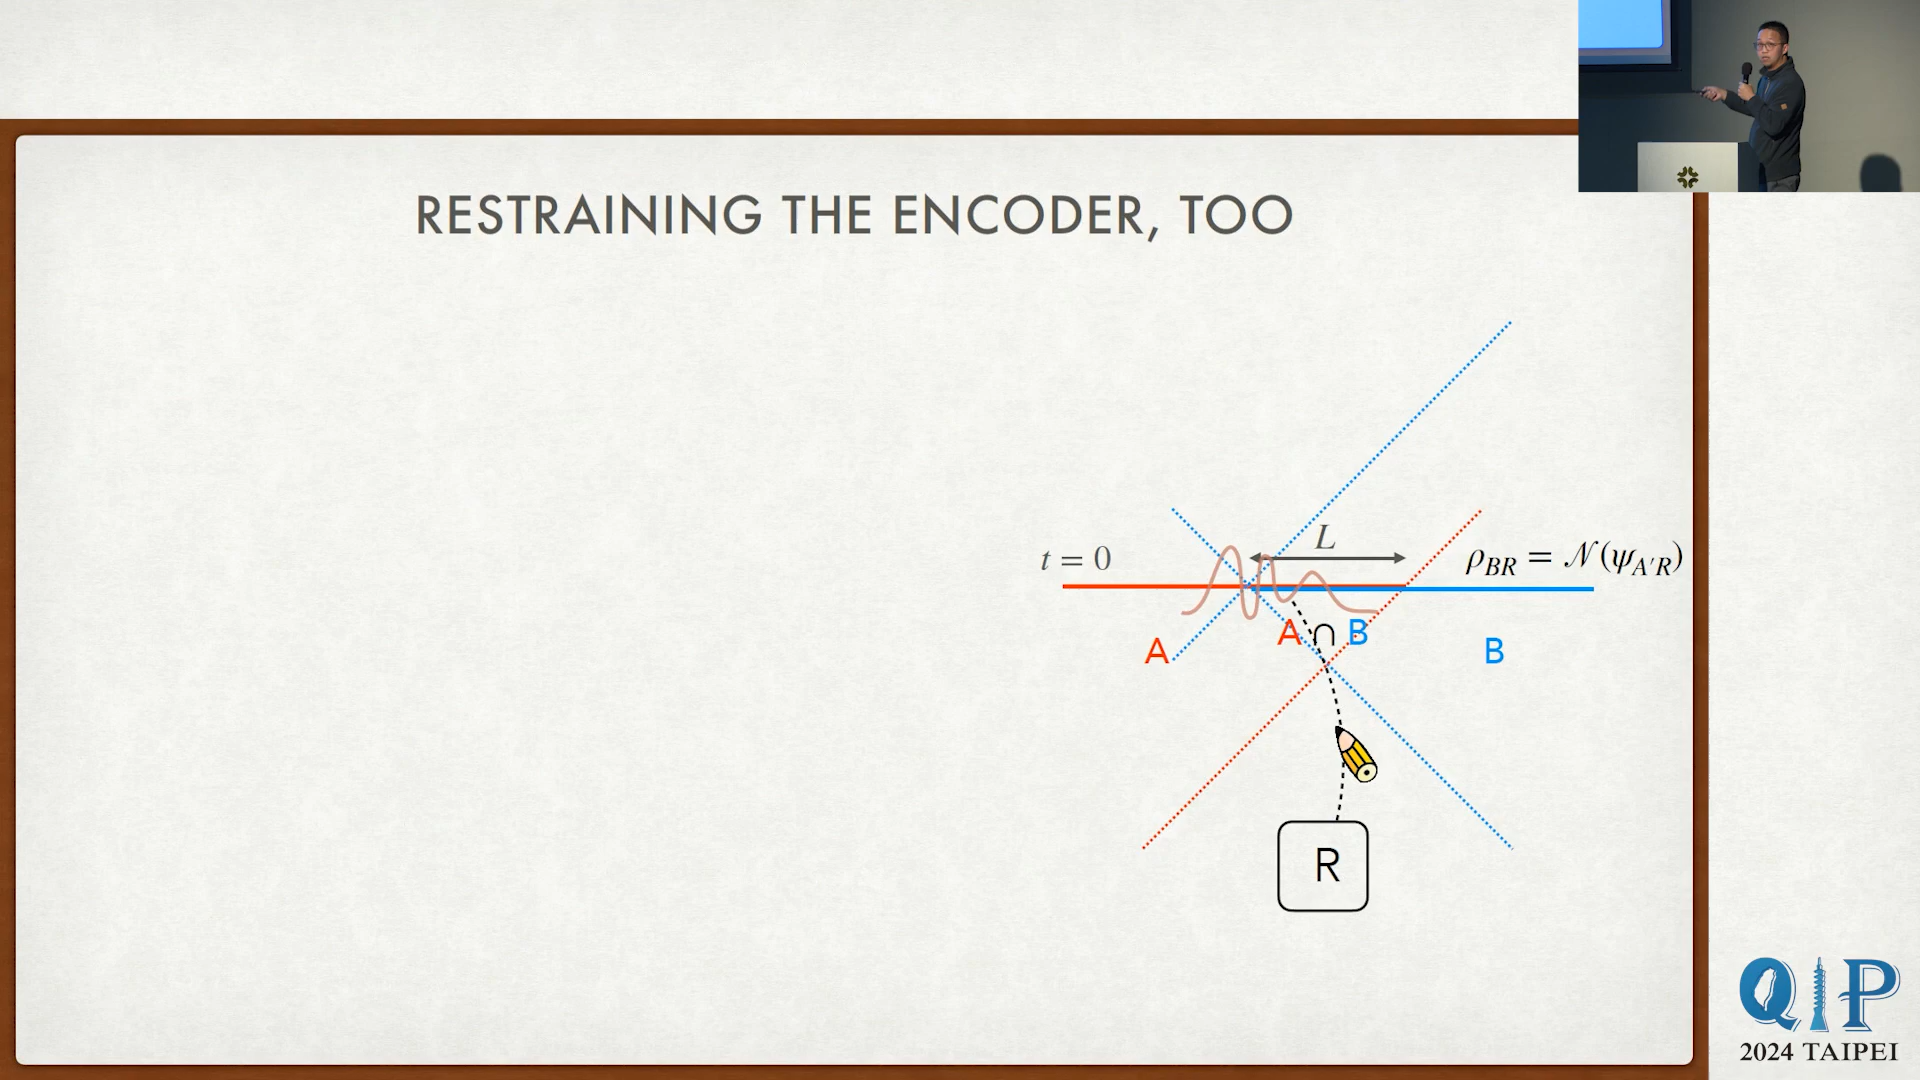 RESTRAINING THE ENCODER, TOO
L
t = 0
ρ_BR = 𝒩(ψ_A′R)
A
A ∩ B
B
R
QIP
2024 TAIPEI